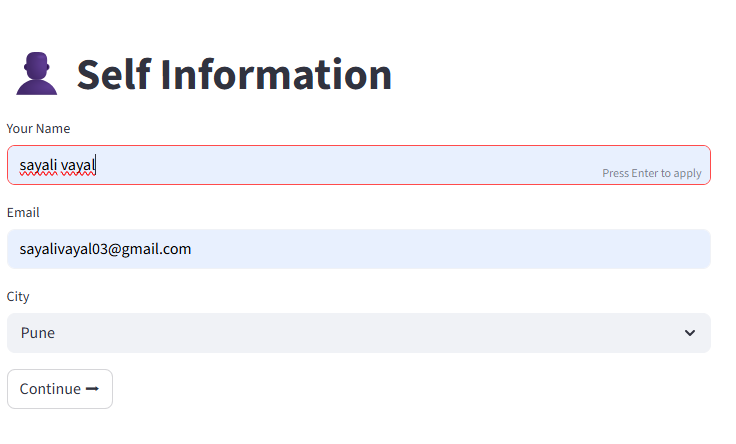 Self Information
Your Name
sayali vayal
Press Enter to apply
Email
sayalivayal03@gmail.com
City
Pune
Continue ➡